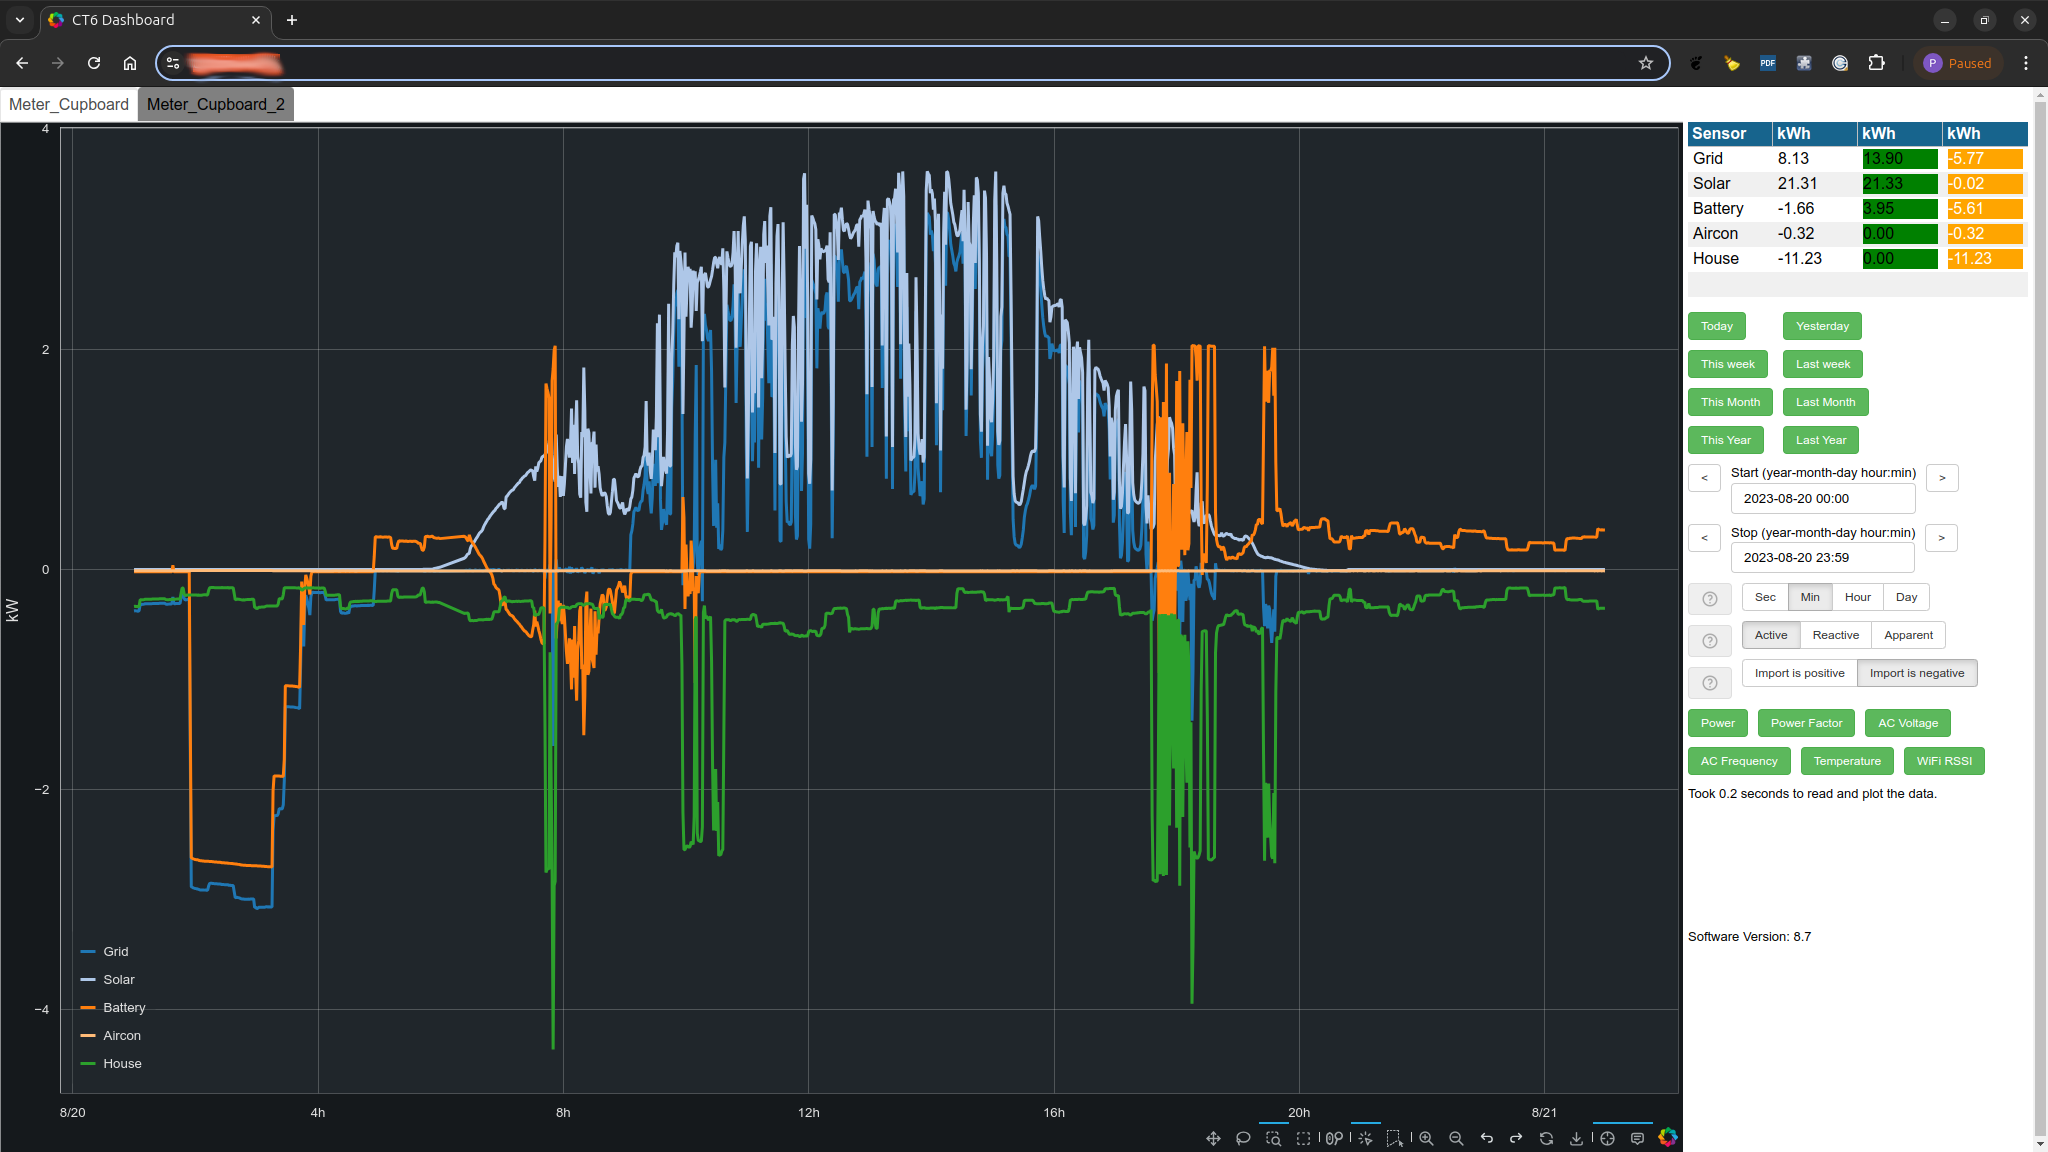 CT6 Dashboard
PDF
P Paused
Meter_Cupboard Meter_Cupboard_2
4
2
0
−2
−4
kW
8/20 4h 8h 12h 16h 20h 8/21
Grid
Solar
Battery
Aircon
House
Sensor kWh kWh kWh
Grid 8.13 13.90 -5.77
Solar 21.31 21.33 -0.02
Battery -1.66 3.95 -5.61
Aircon -0.32 0.00 -0.32
House -11.23 0.00 -11.23
Today Yesterday
This week Last week
This Month Last Month
This Year Last Year
Start (year-month-day hour:min)
< 2023-08-20 00:00 >
Stop (year-month-day hour:min)
< 2023-08-20 23:59 >
Sec Min Hour Day
Active Reactive Apparent
Import is positive Import is negative
Power Power Factor AC Voltage
AC Frequency Temperature WiFi RSSI
Took 0.2 seconds to read and plot the data.
Software Version: 8.7